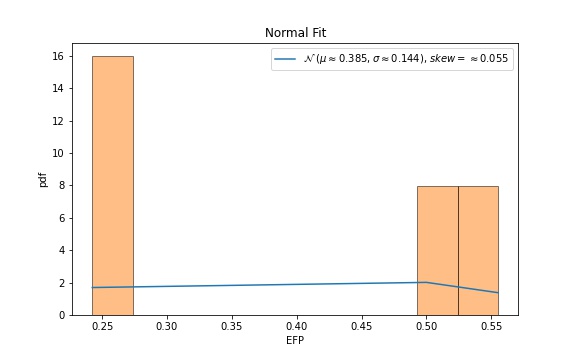 Normal Fit
𝒩 (μ ≈ 0.385, σ ≈ 0.144), skew = ≈ 0.055
16
14
12
10
8
6
4
2
0
pdf
0.25 0.30 0.35 0.40 0.45 0.50 0.55
EFP